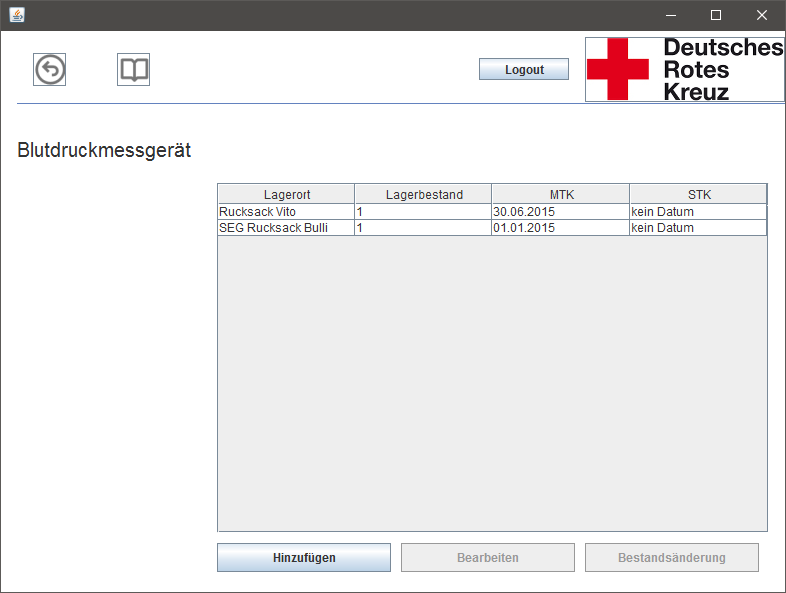 Logout
Deutsches
Rotes
Kreuz
Blutdruckmessgerät
Lagerort Lagerbestand MTK STK
Rucksack Vito 1 30.06.2015 kein Datum
SEG Rucksack Bulli 1 01.01.2015 kein Datum
Hinzufügen Bearbeiten Bestandsänderung